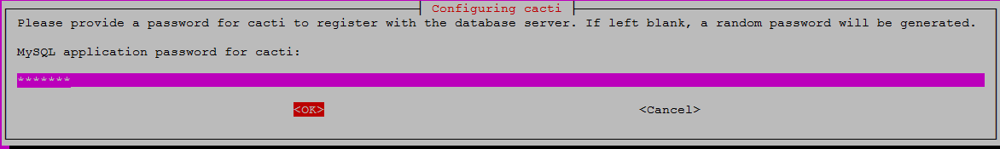 Configuring cacti
Please provide a password for cacti to register with the database server. If left blank, a random password will be generated.
MySQL application password for cacti:
*******
<OK> <Cancel>